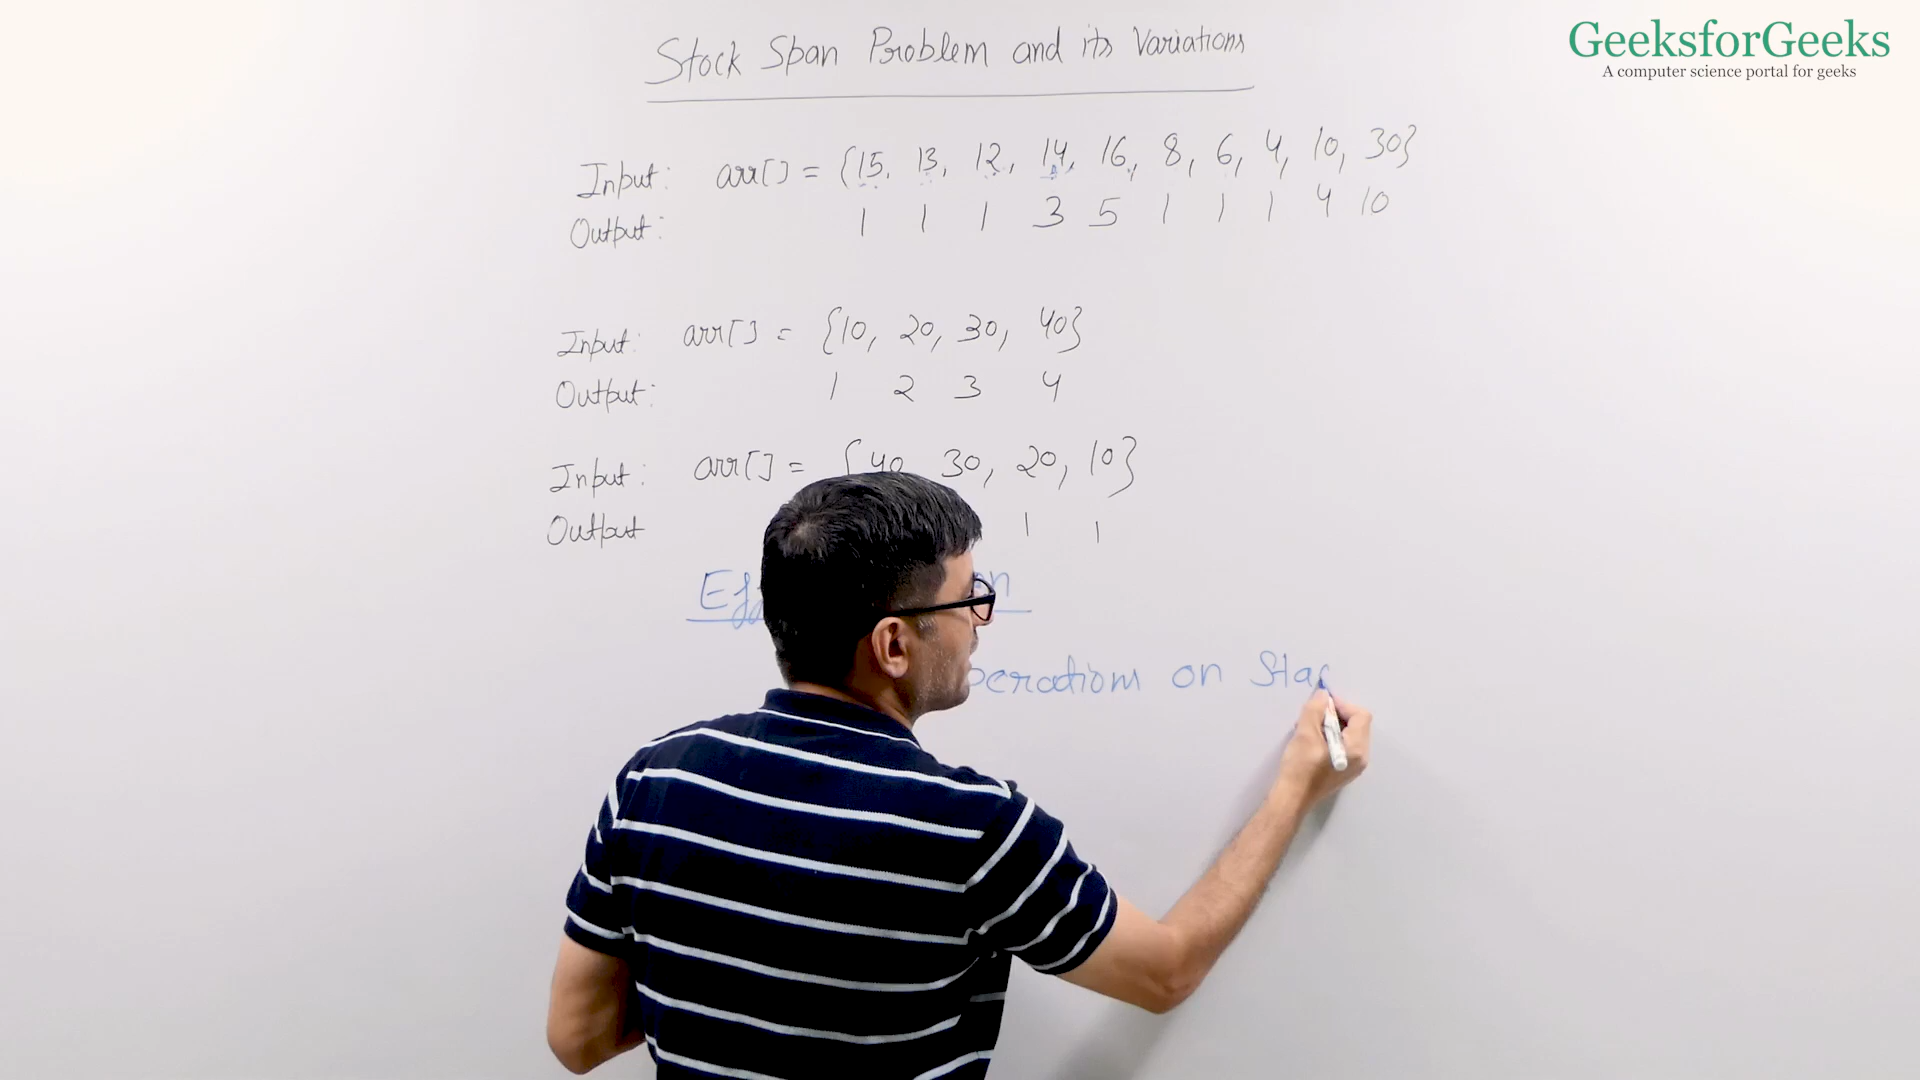 GeeksforGeeks
A computer science portal for geeks
Stock Span Problem and its Variations
Input: arr[] = {15, 13, 12, 14, 16, 8, 6, 4, 10, 30}
Output: 1 1 1 3 5 1 1 1 4 10
Input: arr[] = {10, 20, 30, 40}
Output: 1 2 3 4
Input: arr[] = {40, 30, 20, 10}
Output 1 1
on Sta